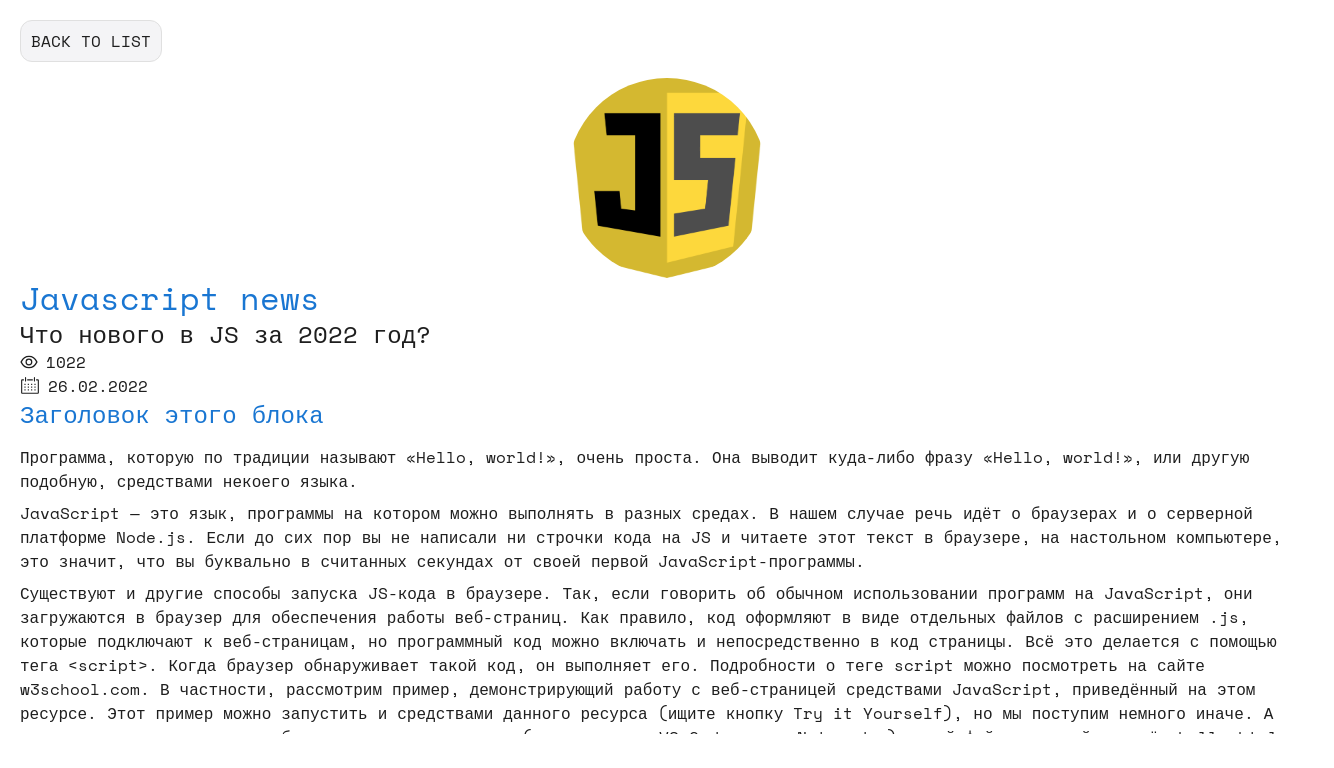 BACK TO LIST
JS
Javascript news
Что нового в JS за 2022 год?
1022
26.02.2022
Заголовок этого блока
Программа, которую по традиции называют «Hello, world!», очень проста. Она выводит куда-либо фразу «Hello, world!», или другую
подобную, средствами некоего языка.
JavaScript — это язык, программы на котором можно выполнять в разных средах. В нашем случае речь идёт о браузерах и о серверной
платформе Node.js. Если до сих пор вы не написали ни строчки кода на JS и читаете этот текст в браузере, на настольном компьютере,
это значит, что вы буквально в считанных секундах от своей первой JavaScript-программы.
Существуют и другие способы запуска JS-кода в браузере. Так, если говорить об обычном использовании программ на JavaScript, они
загружаются в браузер для обеспечения работы веб-страниц. Как правило, код оформляют в виде отдельных файлов с расширением .js,
которые подключают к веб-страницам, но программный код можно включать и непосредственно в код страницы. Всё это делается с помощью
тега <script>. Когда браузер обнаруживает такой код, он выполняет его. Подробности о теге script можно посмотреть на сайте
w3school.com. В частности, рассмотрим пример, демонстрирующий работу с веб-страницей средствами JavaScript, приведённый на этом
ресурсе. Этот пример можно запустить и средствами данного ресурса (ищите кнопку Try it Yourself), но мы поступим немного иначе. А